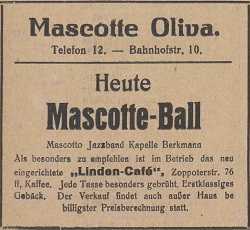 Mascotte Oliva.
Telefon 12. — Bahnhofstr. 10.
Heute
Mascotte-Ball
Mascotto Jazzband Kapelle Berkmann
Als besonders zu empfehlen ist im Betrieb das neu
eingerichtete „Linden-Café", Zoppoterstr. 76
ff. Kaffee. Jede Tasse besonders gebrüht, Erstklassiges
Gebäck. Der Verkauf findet auch außer Haus be
billigster Preisberechnung statt.